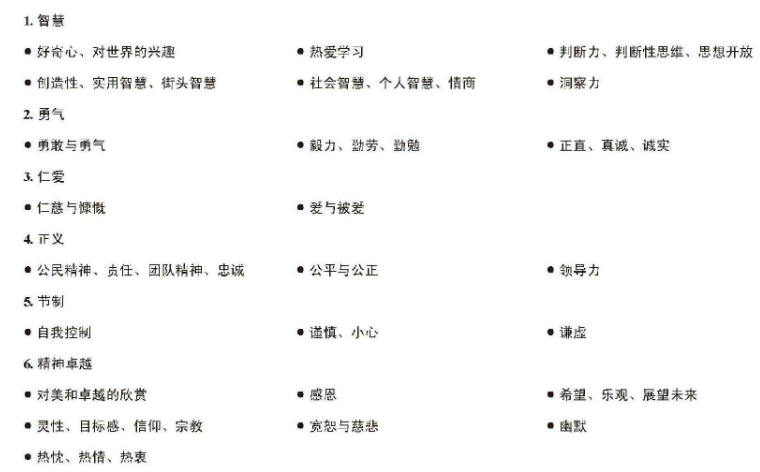 1. 智慧
● 好奇心、对世界的兴趣 ● 热爱学习 ● 判断力、判断性思维、思想开放
● 创造性、实用智慧、街头智慧 ● 社会智慧、个人智慧、情商 ● 洞察力
2. 勇气
● 勇敢与勇气 ● 毅力、勤劳、勤勉 ● 正直、真诚、诚实
3. 仁爱
● 仁慈与慷慨 ● 爱与被爱
4. 正义
● 公民精神、责任、团队精神、忠诚 ● 公平与公正 ● 领导力
5. 节制
● 自我控制 ● 谨慎、小心 ● 谦虚
6. 精神卓越
● 对美和卓越的欣赏 ● 感恩 ● 希望、乐观、展望未来
● 灵性、目标感、信仰、宗教 ● 宽恕与慈悲 ● 幽默
● 热忱、热情、热衷